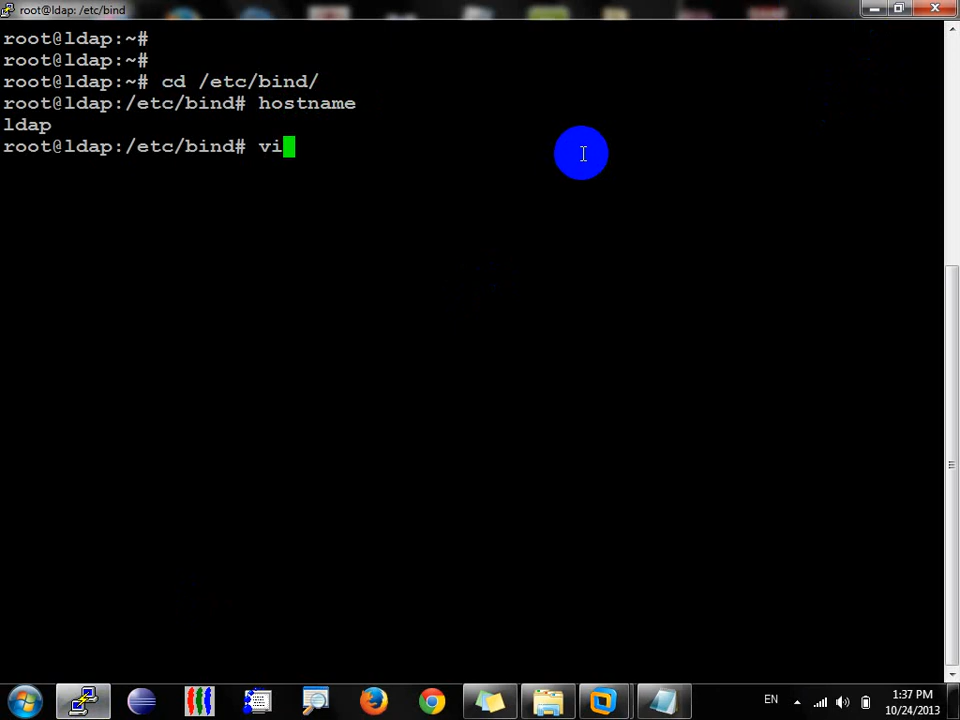 root@ldap: /etc/bind
root@ldap:~#
root@ldap:~#
root@ldap:~# cd /etc/bind/
root@ldap:/etc/bind# hostname
ldap
root@ldap:/etc/bind# vi
EN
1:37 PM
10/24/2013